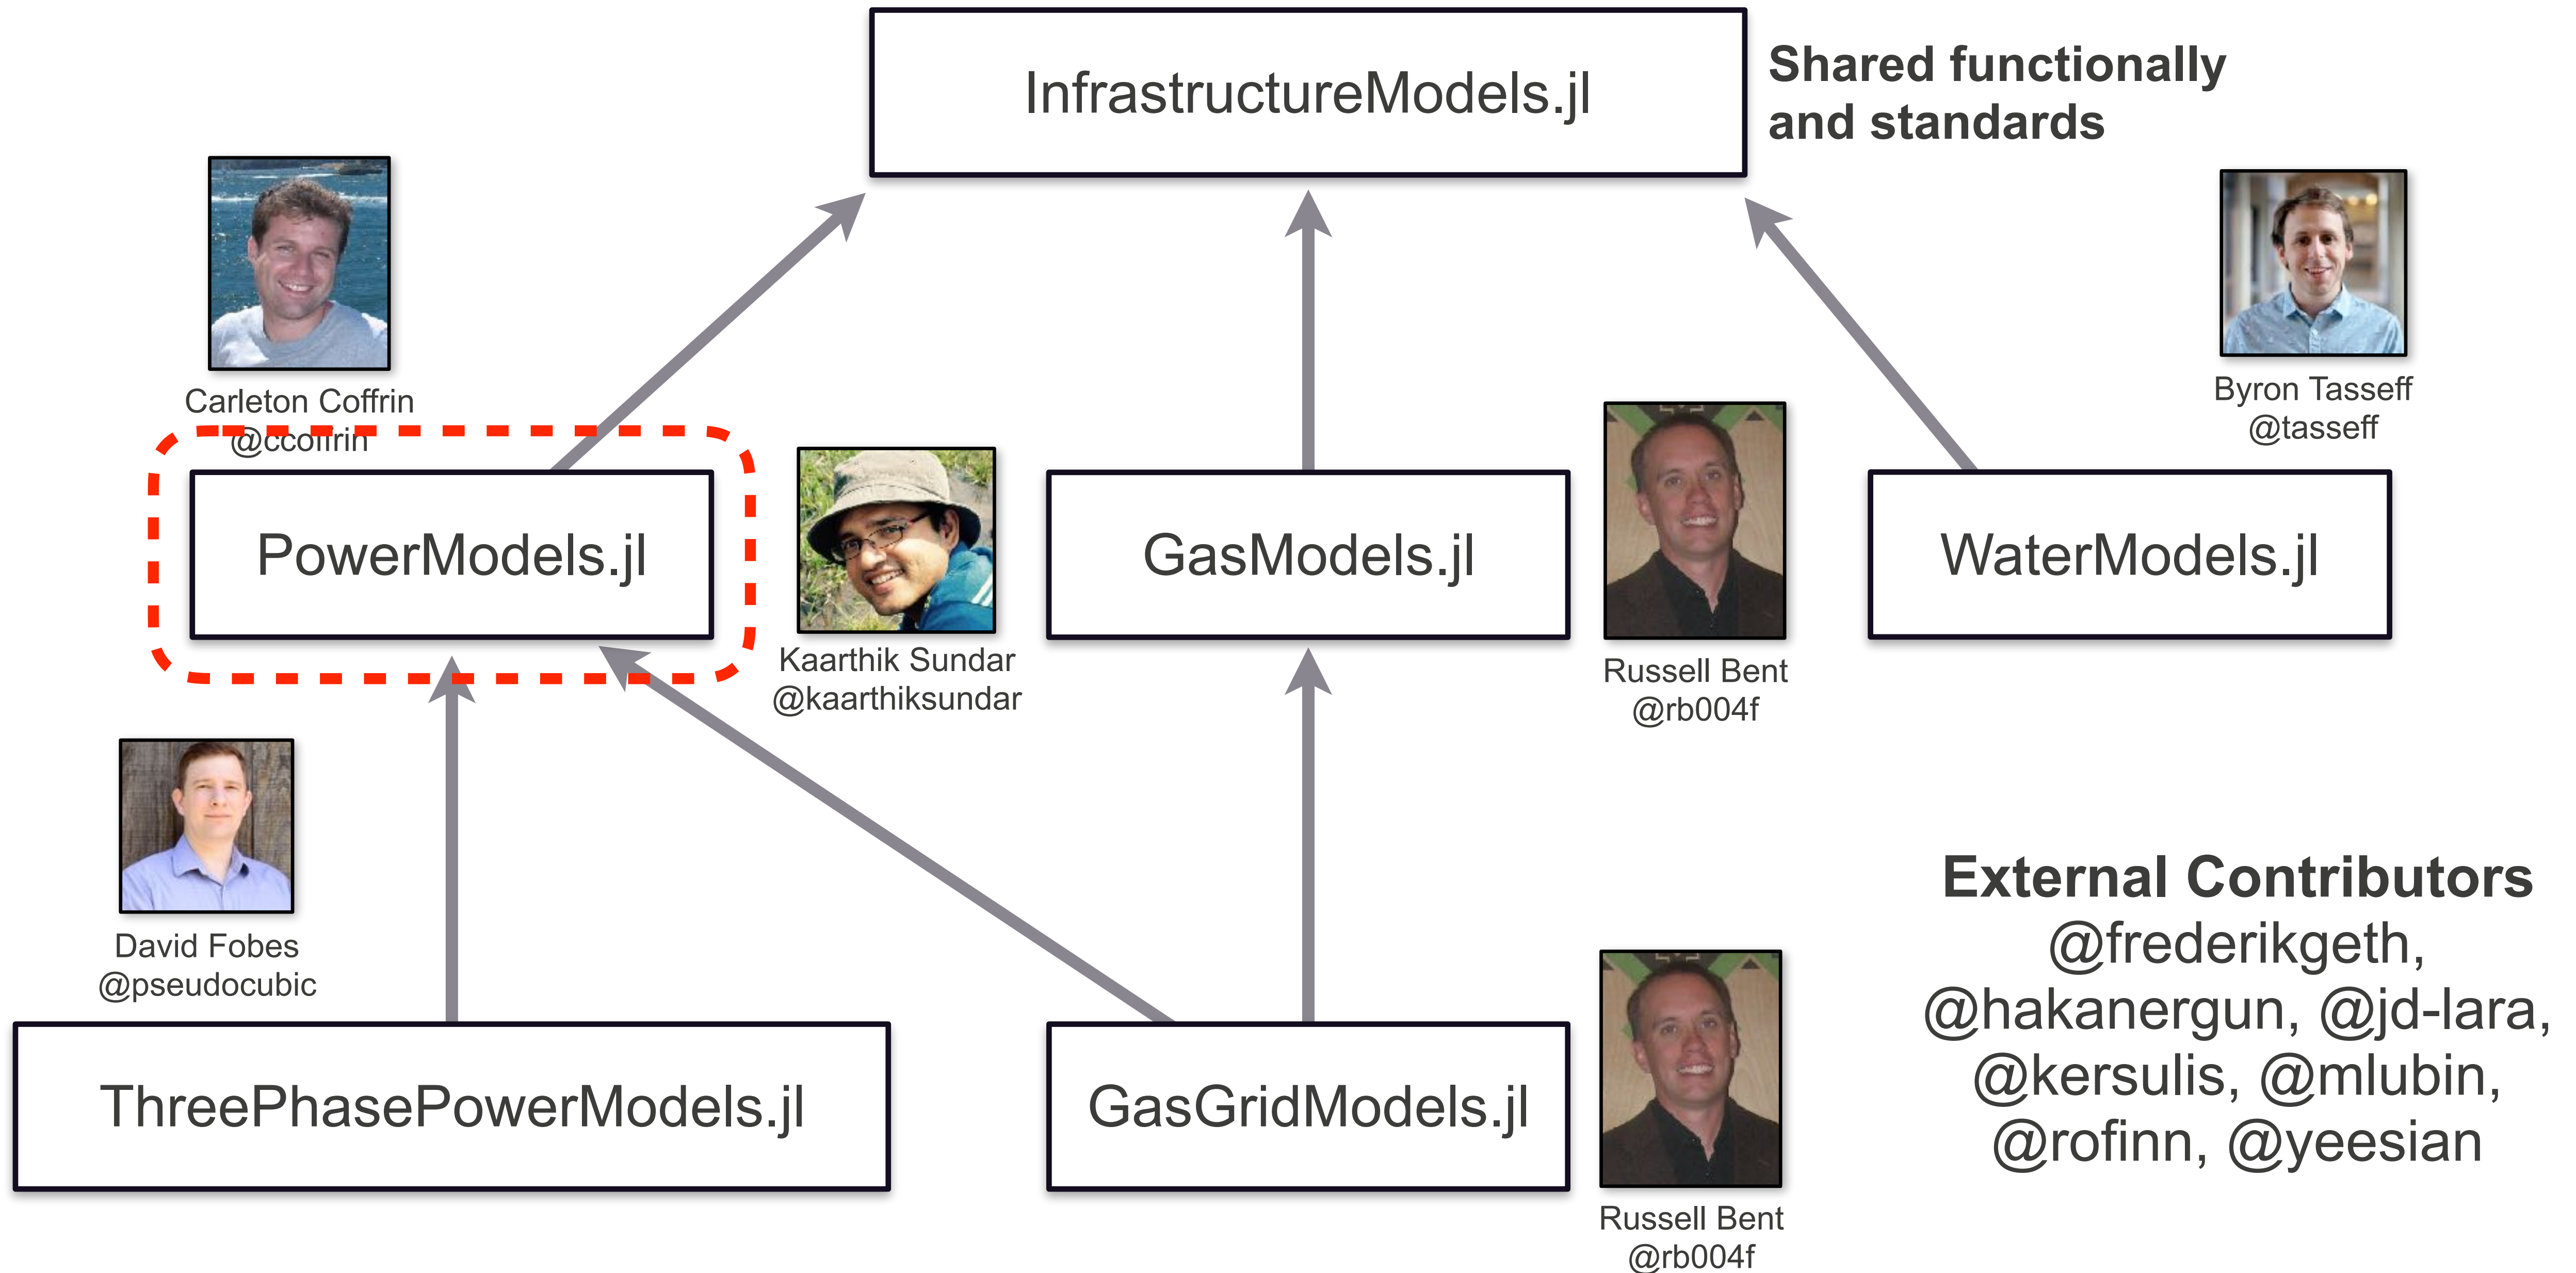 InfrastructureModels.jl
Shared functionally
and standards
Carleton Coffrin
@ccoffrin
Byron Tasseff
@tasseff
PowerModels.jl
Kaarthik Sundar
@kaarthiksundar
GasModels.jl
Russell Bent
@rb004f
WaterModels.jl
David Fobes
@pseudocubic
ThreePhasePowerModels.jl
GasGridModels.jl
Russell Bent
@rb004f
External Contributors
@frederikgeth,
@hakanergun, @jd-lara,
@kersulis, @mlubin,
@rofinn, @yeesian